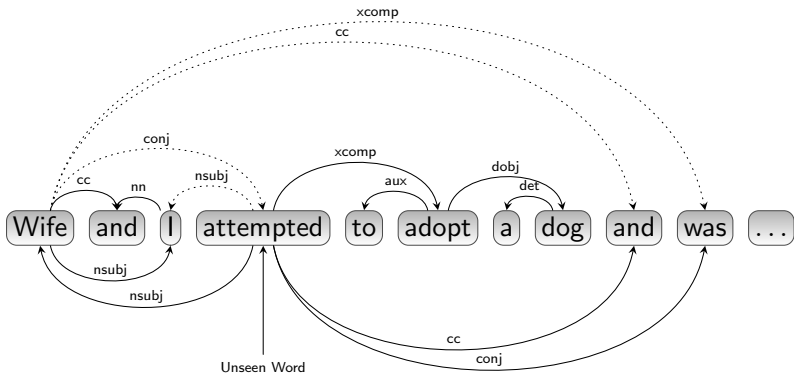 xcomp
cc
conj
xcomp
nsubj
dobj
cc
nn
aux
det
Wife and I attempted to adopt a dog and was ...
nsubj
nsubj
cc
conj
Unseen Word